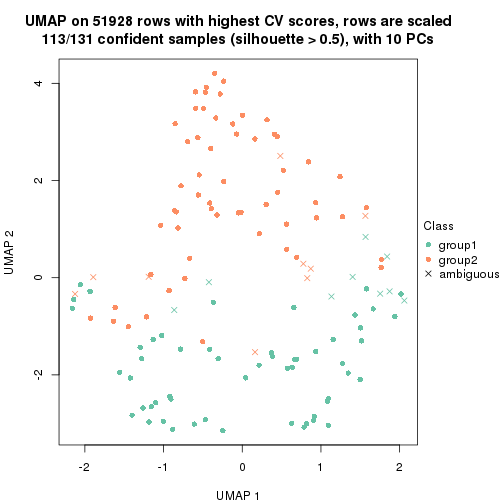 UMAP on 51928 rows with highest CV scores, rows are scaled
113/131 confident samples (silhouette > 0.5), with 10 PCs
4
2
0
-2
UMAP 2
-2
-1
0
1
2
UMAP 1
Class
group1
group2
ambiguous